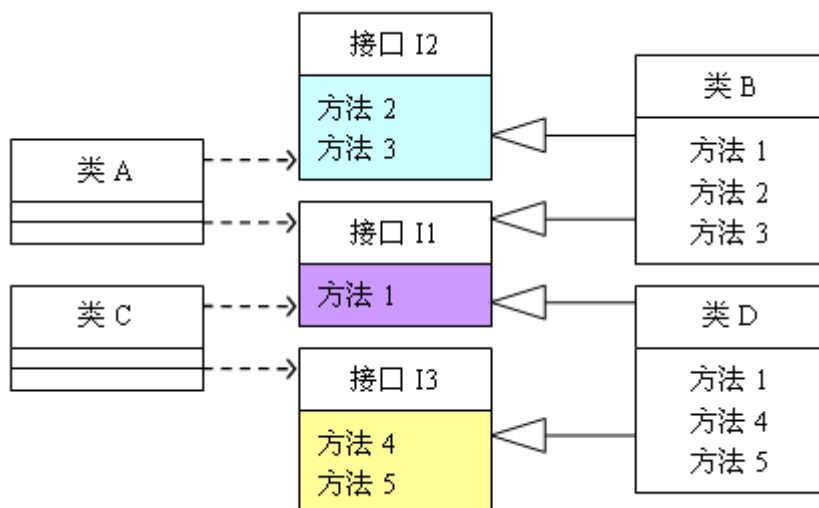 接口 I2
方法 2
方法 3
类 A
接口 I1
方法 1
类 C
接口 I3
方法 4
方法 5
类 B
方法 1
方法 2
方法 3
类 D
方法 1
方法 4
方法 5